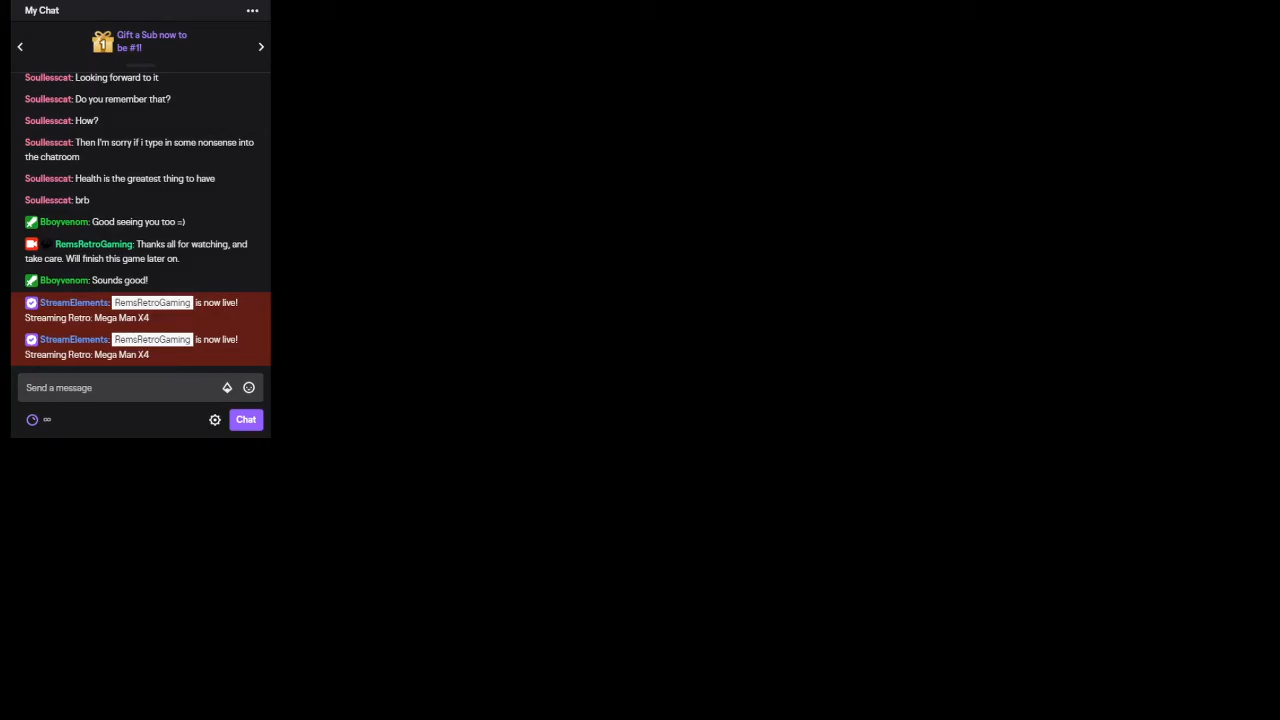 My Chat
Gift a Sub now to
be #1!
1
Soullesscat: Looking forward to it
Soullesscat: Do you remember that?
Soullesscat: How?
Soullesscat: Then I'm sorry if i type in some nonsense into
the chatroom
Soullesscat: Health is the greatest thing to have
Soullesscat: brb
Bboyvenom: Good seeing you too =)
RemsRetroGaming: Thanks all for watching, and
take care. Will finish this game later on.
Bboyvenom: Sounds good!
StreamElements: RemsRetroGaming is now live!
Streaming Retro: Mega Man X4
StreamElements: RemsRetroGaming is now live!
Streaming Retro: Mega Man X4
Send a message
∞
Chat